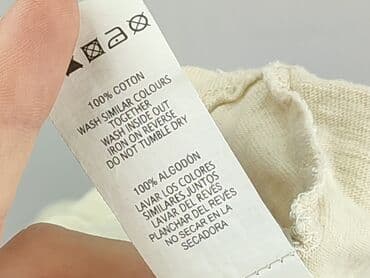 100% COTON
WASH SIMILAR COLOURS
TOGETHER
WASH INSIDE OUT
IRON ON REVERSE
DO NOT TUMBLE DRY
100% ALGODON
LAVAR LOS COLORES
SIMILARES JUNTOS
LAVAR DEL REVÉS
PLANCHAR DEL REVÉS
NO SECAR EN LA
SECADORA